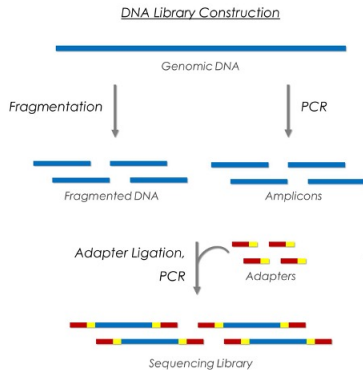 DNA Library Construction
Genomic DNA
Fragmentation
PCR
Fragmented DNA
Amplicons
Adapter Ligation,
PCR
Adapters
Sequencing Library